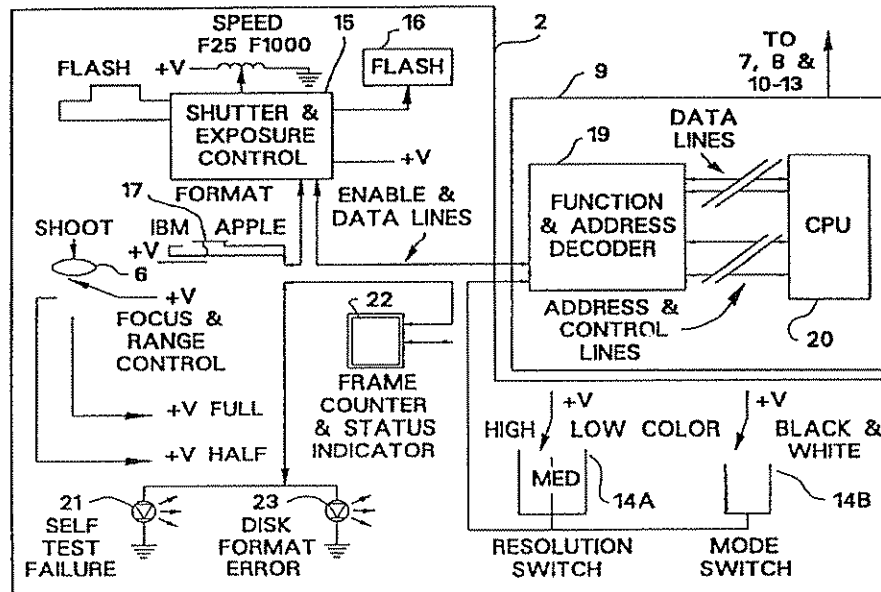 SPEED
F25 F1000
15
16
2
TO
7, 8 &
10-13
FLASH
+V
FLASH
9
SHUTTER &
EXPOSURE
CONTROL
+V
19
DATA
LINES
FUNCTION
& ADDRESS
DECODER
CPU
20
FORMAT
17
IBM APPLE
+V
ENABLE &
DATA LINES
SHOOT
6
+V
FOCUS &
RANGE
CONTROL
22
FRAME
COUNTER
& STATUS
INDICATOR
ADDRESS &
CONTROL
LINES
+V FULL
+V HALF
21
SELF
TEST
FAILURE
23
DISK
FORMAT
ERROR
+V
HIGH
LOW
MED
14A
RESOLUTION
SWITCH
+V
COLOR
BLACK &
WHITE
14B
MODE
SWITCH